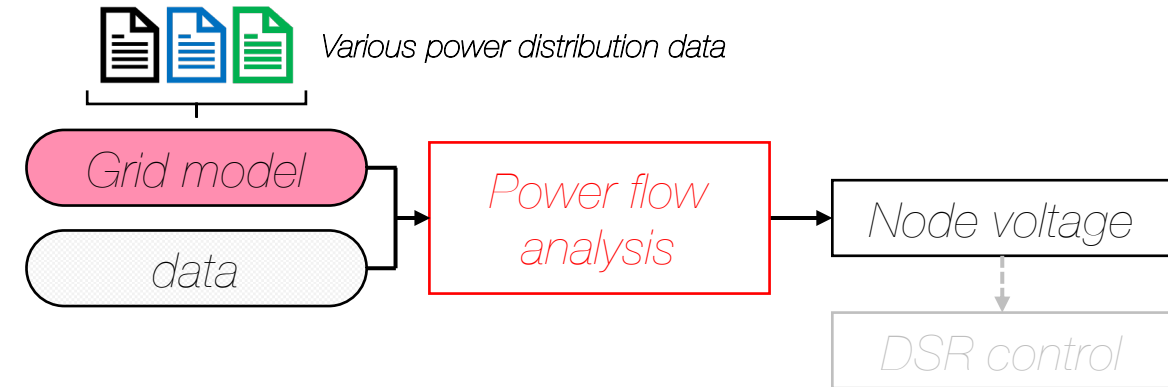 Various power distribution data
Grid model
data
Power flow
analysis
Node voltage
DSR control